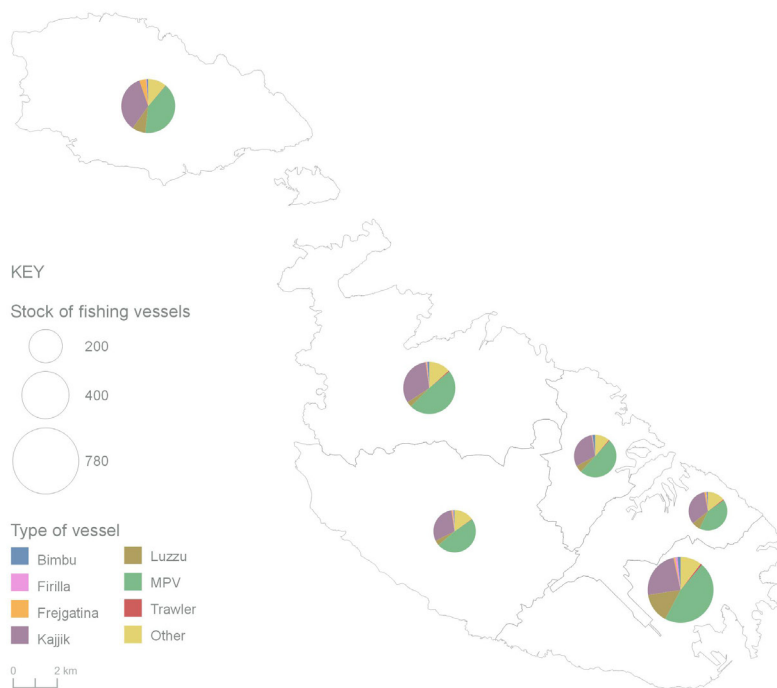 KEY
Stock of fishing vessels
200
400
780
Type of vessel
Bimbu
Firilla
Frejgatina
Kajjik
Luzzu
MPV
Trawler
Other
0 2 km